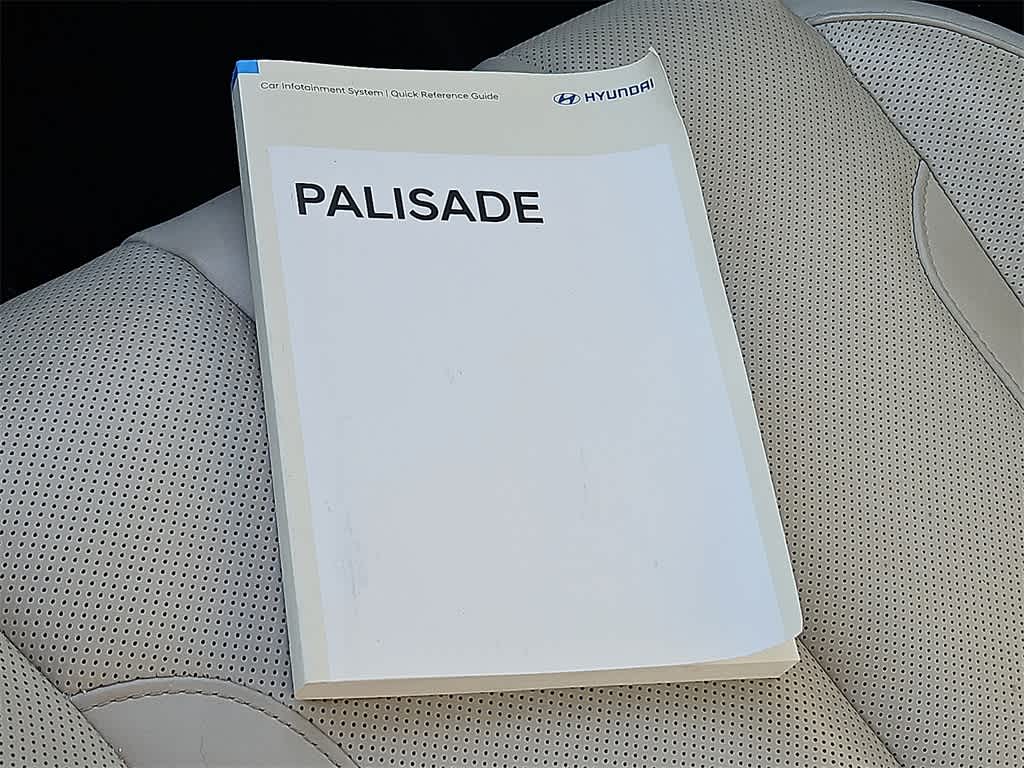 Car Infotainment System | Quick Reference Guide
HYUNDAI
PALISADE